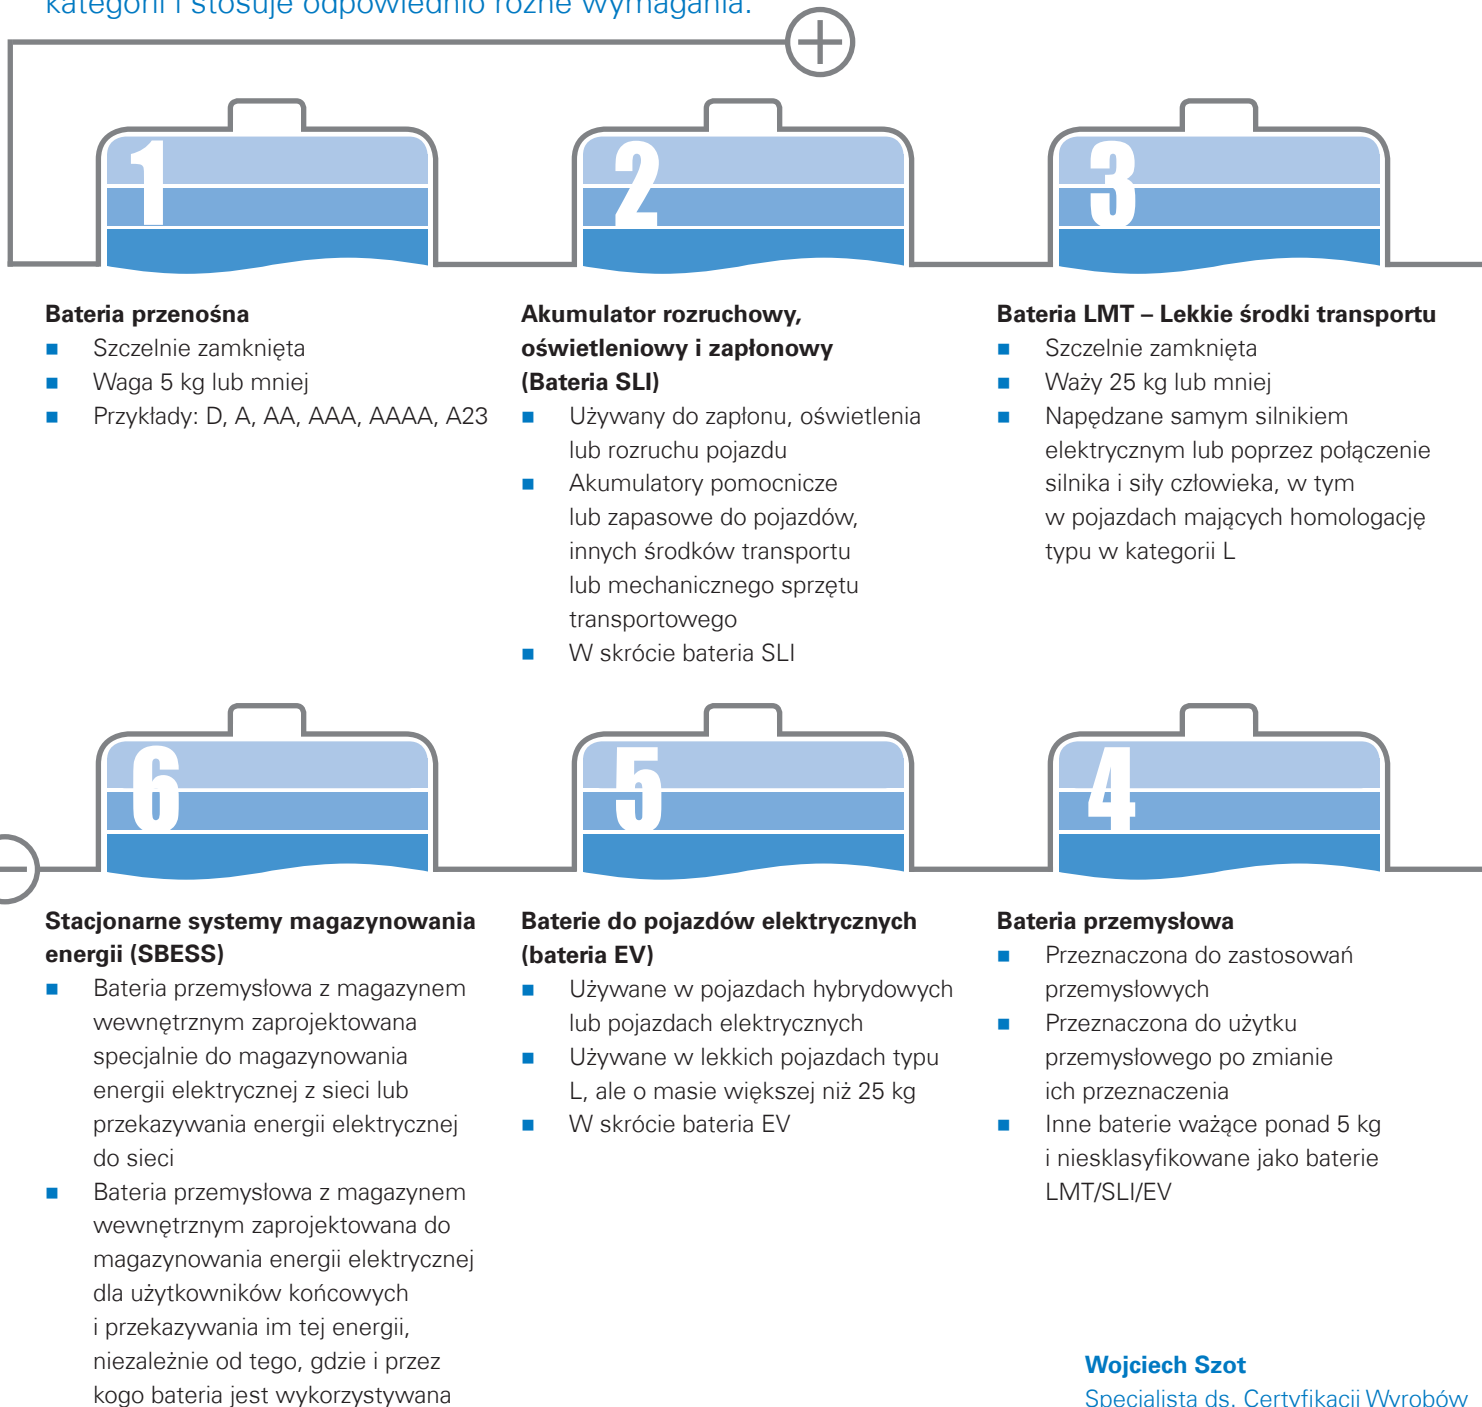 kategorii i stosuje odpowiednio różne wymagania.
1
2
3
Bateria przenośna
■ Szczelnie zamknięta
■ Waga 5 kg lub mniej
■ Przykłady: D, A, AA, AAA, AAAA, A23
Akumulator rozruchowy,
oświetleniowy i zapłonowy
(Bateria SLI)
■ Używany do zapłonu, oświetlenia
lub rozruchu pojazdu
■ Akumulatory pomocnicze
lub zapasowe do pojazdów,
innych środków transportu
lub mechanicznego sprzętu
transportowego
■ W skrócie bateria SLI
Bateria LMT – Lekkie środki transportu
■ Szczelnie zamknięta
■ Waży 25 kg lub mniej
■ Napędzane samym silnikiem
elektrycznym lub poprzez połączenie
silnika i siły człowieka, w tym
w pojazdach mających homologację
typu w kategorii L
6
5
4
Stacjonarne systemy magazynowania
energii (SBESS)
■ Bateria przemysłowa z magazynem
wewnętrznym zaprojektowana
specjalnie do magazynowania
energii elektrycznej z sieci lub
przekazywania energii elektrycznej
do sieci
■ Bateria przemysłowa z magazynem
wewnętrznym zaprojektowana do
magazynowania energii elektrycznej
dla użytkowników końcowych
i przekazywania im tej energii,
niezależnie od tego, gdzie i przez
kogo bateria jest wykorzystywana
Baterie do pojazdów elektrycznych
(bateria EV)
■ Używane w pojazdach hybrydowych
lub pojazdach elektrycznych
■ Używane w lekkich pojazdach typu
L, ale o masie większej niż 25 kg
■ W skrócie bateria EV
Bateria przemysłowa
■ Przeznaczona do zastosowań
przemysłowych
■ Przeznaczona do użytku
przemysłowego po zmianie
ich przeznaczenia
■ Inne baterie ważące ponad 5 kg
i niesklasyfikowane jako baterie
LMT/SLI/EV
Wojciech Szot
Specjalista ds. Certyfikacji Wyrobów